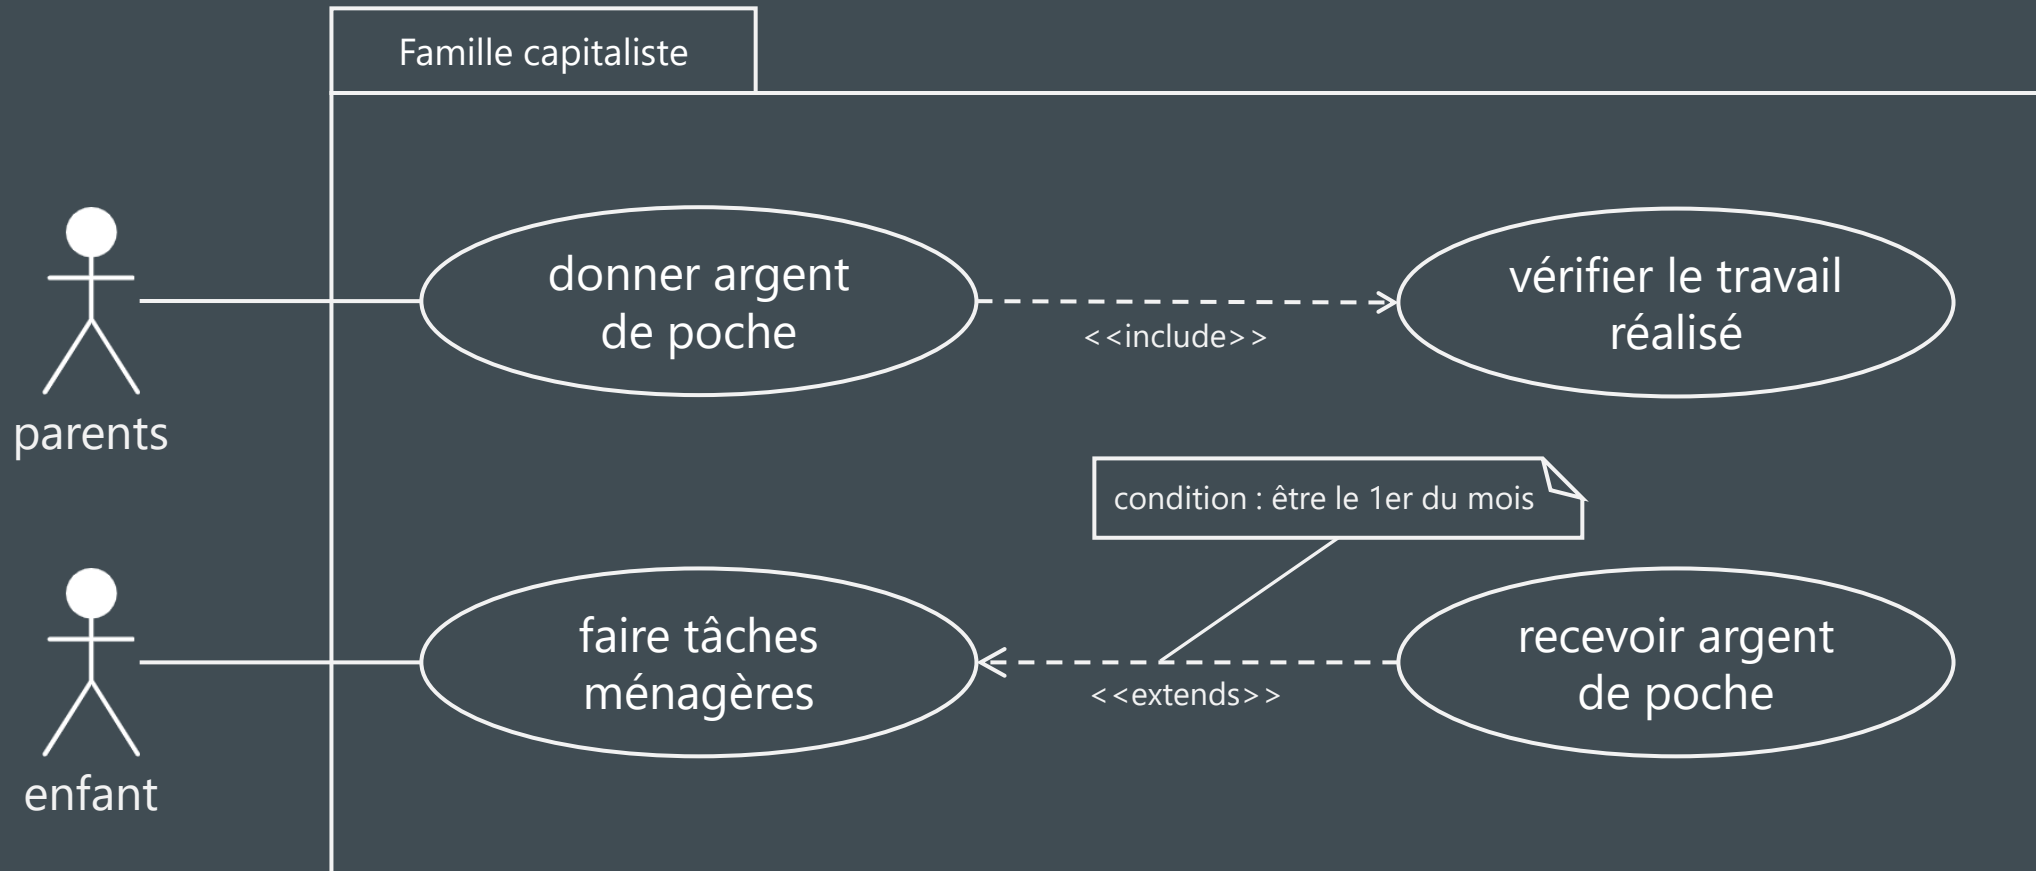 Famille capitaliste
donner argent
de poche
<<include>>
vérifier le travail
réalisé
parents
condition : être le 1er du mois
faire tâches
ménagères
<<extends>>
recevoir argent
de poche
enfant